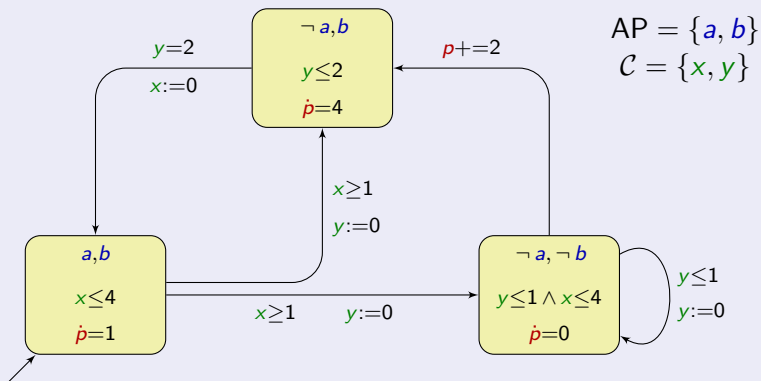 AP = {a, b}
𝒞 = {x, y}
¬ a,b
y≤2
ṗ=4
y=2
x:=0
p+=2
x≥1
y:=0
a,b
x≤4
ṗ=1
x≥1 y:=0
¬ a, ¬ b
y≤1 ∧ x≤4
ṗ=0
y≤1
y:=0